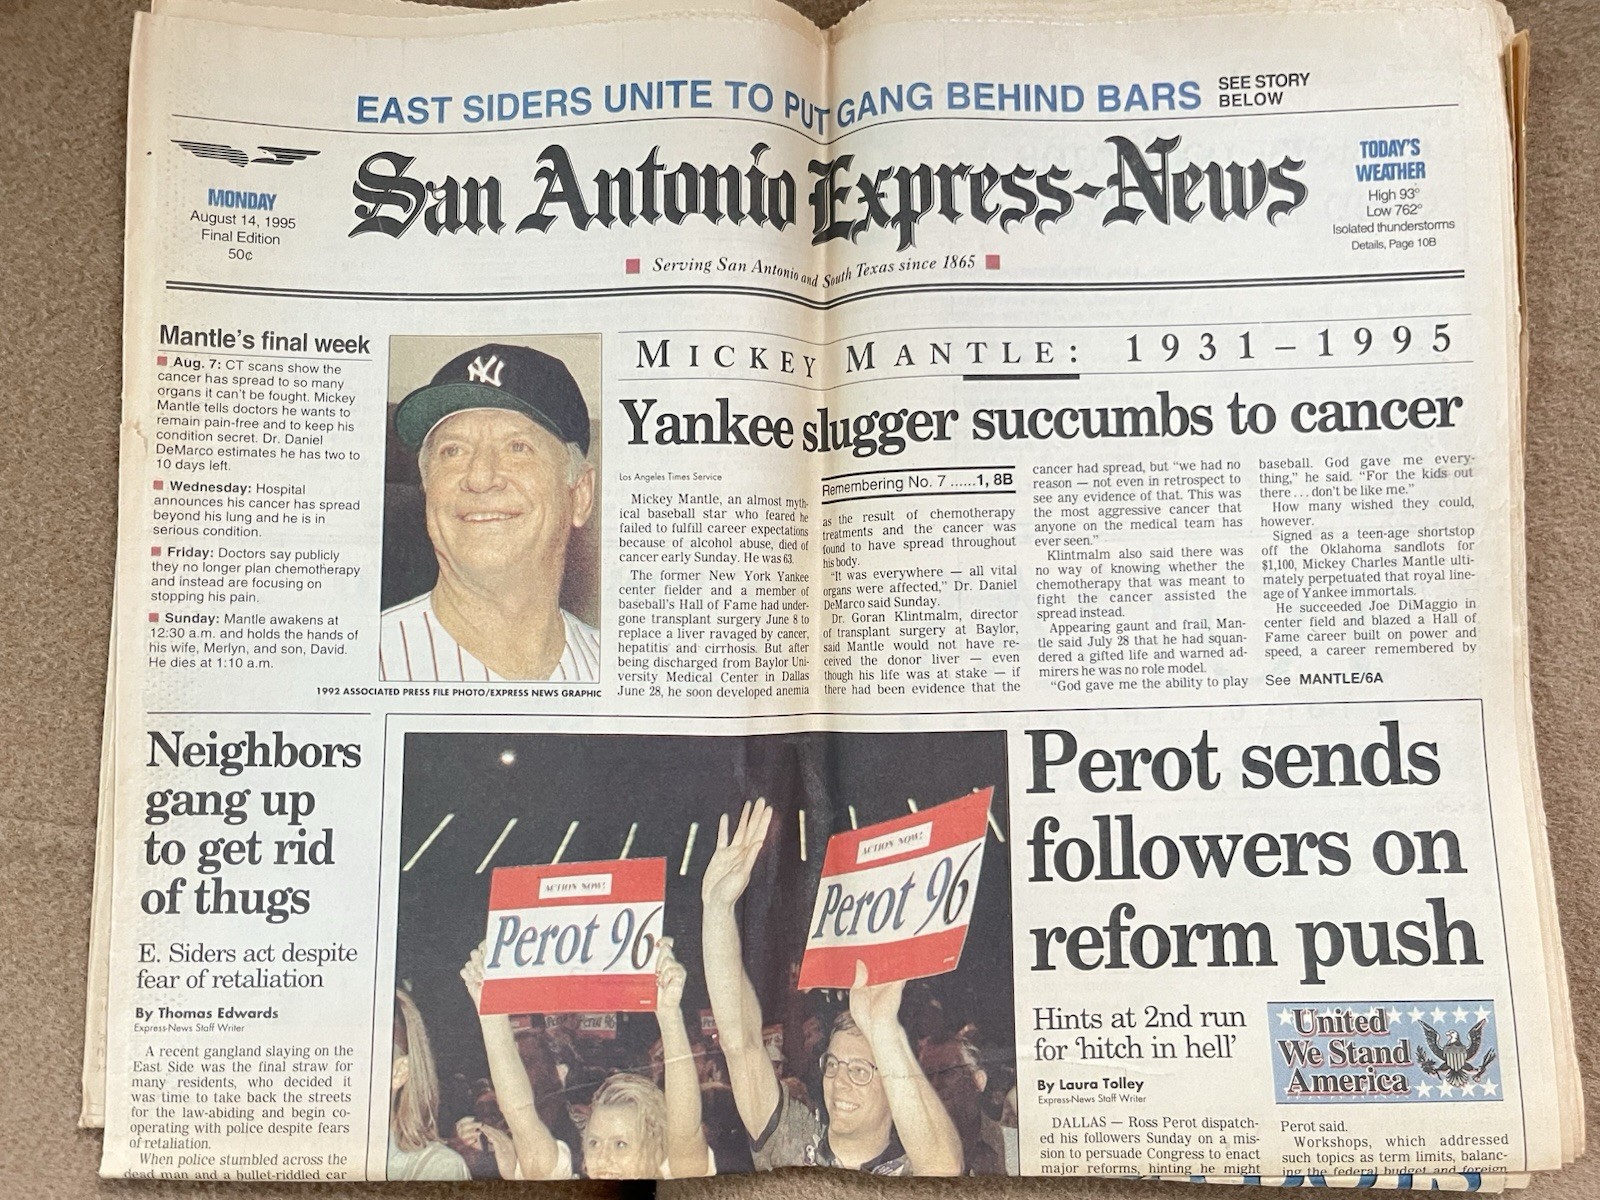 EAST SIDERS UNITE TO PUT GANG BEHIND BARS
SEE STORY
BELOW
MONDAY
August 14, 1995
Final Edition
50¢
San Antonio Express-News
Serving San Antonio and South Texas since 1865
TODAY'S
WEATHER
High 93°
Low 762°
Isolated thunderstorms
Details, Page 10B
Mantle's final week
Aug. 7: CT scans show the
cancer has spread to so many
organs it can't be fought. Mickey
Mantle tells doctors he wants to
remain pain-free and to keep his
condition secret. Dr. Daniel
DeMarco estimates he has two to
10 days left.
Wednesday: Hospital
announces his cancer has spread
beyond his lung and he is in
serious condition.
Friday: Doctors say publicly
they no longer plan chemotherapy
and instead are focusing on
stopping his pain.
Sunday: Mantle awakens at
12:30 a.m. and holds the hands of
his wife, Merlyn, and son, David.
He dies at 1:10 a.m.
NY
1992 ASSOCIATED PRESS FILE PHOTO/EXPRESS NEWS GRAPHIC
MICKEY MANTLE: 1931–1995
Yankee slugger succumbs to cancer
Los Angeles Times Service
Mickey Mantle, an almost myth-
ical baseball star who feared he
failed to fulfill career expectations
because of alcohol abuse, died of
cancer early Sunday. He was 63.
The former New York Yankee
center fielder and a member of
baseball's Hall of Fame had under-
gone transplant surgery June 8 to
replace a liver ravaged by cancer,
hepatitis and cirrhosis. But after
being discharged from Baylor Uni-
versity Medical Center in Dallas
June 28, he soon developed anemia
Remembering No. 7 ......1, 8B
as the result of chemotherapy
treatments and the cancer was
found to have spread throughout
his body.
"It was everywhere — all vital
organs were affected," Dr. Daniel
DeMarco said Sunday.
Dr. Goran Klintmalm, director
of transplant surgery at Baylor,
said Mantle would not have re-
ceived the donor liver — even
though his life was at stake — if
there had been evidence that the
cancer had spread, but "we had no
reason — not even in retrospect to
see any evidence of that. This was
the most aggressive cancer that
anyone on the medical team has
ever seen."
Klintmalm also said there was
no way of knowing whether the
chemotherapy that was meant to
fight the cancer assisted the
spread instead.
Appearing gaunt and frail, Man-
tle said July 28 that he had squan-
dered a gifted life and warned ad-
mirers he was no role model.
"God gave me the ability to play
baseball. God gave me every-
thing," he said. "For the kids out
there . . . don't be like me."
How many wished they could,
however.
Signed as a teen-age shortstop
off the Oklahoma sandlots for
$1,100, Mickey Charles Mantle ulti-
mately perpetuated that royal line-
age of Yankee immortals.
He succeeded Joe DiMaggio in
center field and blazed a Hall of
Fame career built on power and
speed, a career remembered by
See MANTLE/6A
Neighbors
gang up
to get rid
of thugs
E. Siders act despite
fear of retaliation
By Thomas Edwards
Express-News Staff Writer
A recent gangland slaying on the
East Side was the final straw for
many residents, who decided it
was time to take back the streets
for the law-abiding and begin co-
operating with police despite fears
of retaliation.
When police stumbled across the
dead man and a bullet-riddled car
ACTION NOW!
Perot 96
ACTION NOW!
Perot 96
Perot sends
followers on
reform push
Hints at 2nd run
for 'hitch in hell'
By Laura Tolley
Express-News Staff Writer
DALLAS — Ross Perot dispatch-
ed his followers Sunday on a mis-
sion to persuade Congress to enact
major reforms, hinting he might
United
We Stand
America
Perot said.
Workshops, which addressed
such topics as term limits, balanc-
ing the federal budget and foreign